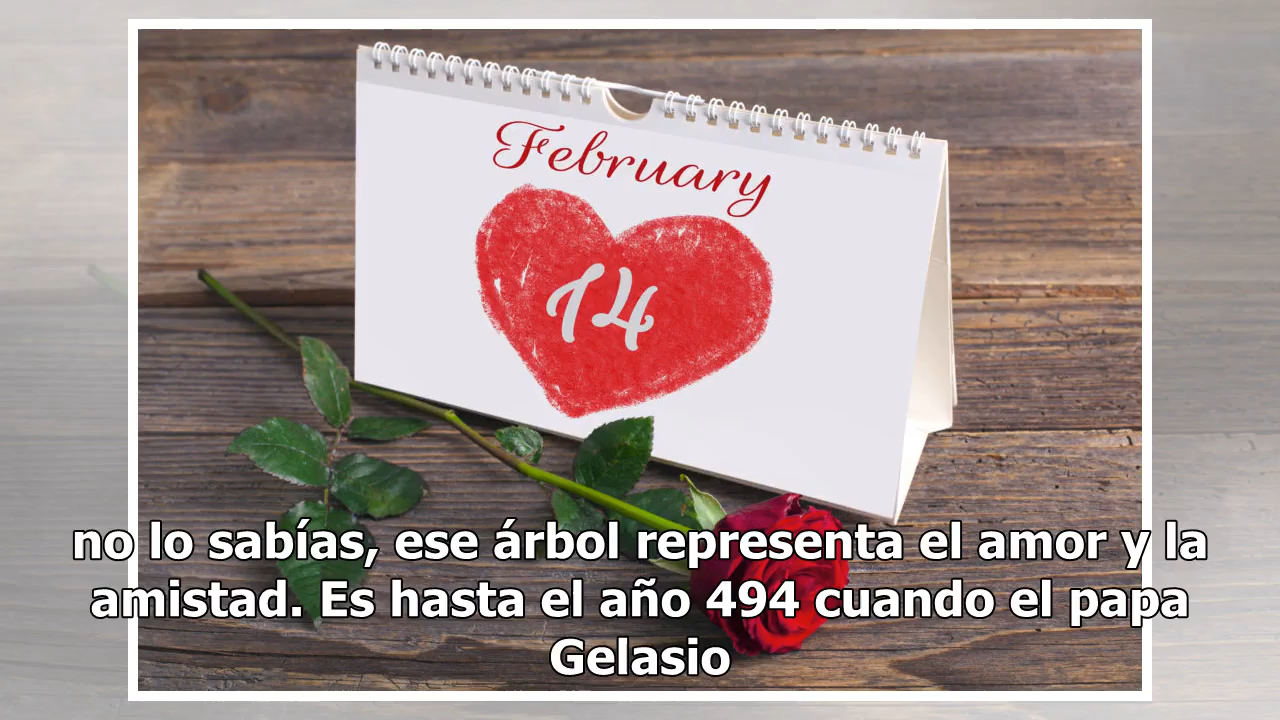 February
14
no lo sabías, ese árbol representa el amor y la
amistad. Es hasta el año 494 cuando el papa
Gelasio